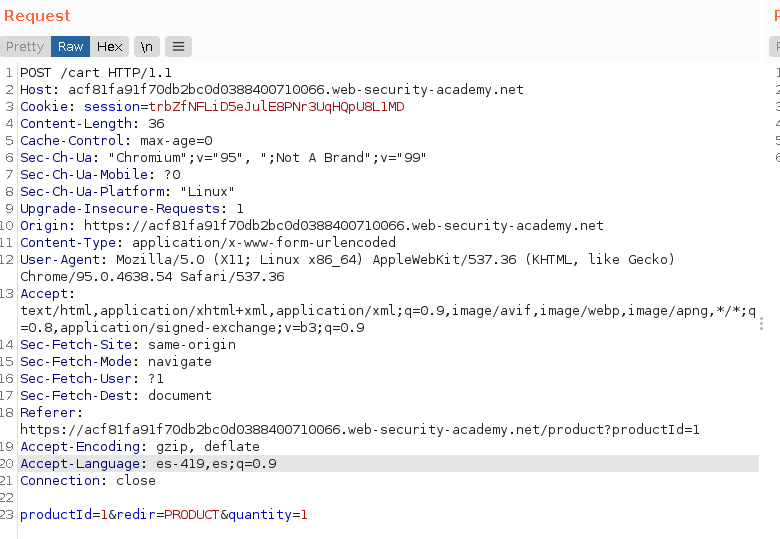 Request
Pretty Raw Hex \n
1 POST /cart HTTP/1.1
2 Host: acf81fa91f70db2bc0d0388400710066.web-security-academy.net
3 Cookie: session=trbZfNFLiD5eJulE8PNr3UqHQpU8L1MD
4 Content-Length: 36
5 Cache-Control: max-age=0
6 Sec-Ch-Ua: "Chromium";v="95", ";Not A Brand";v="99"
7 Sec-Ch-Ua-Mobile: ?0
8 Sec-Ch-Ua-Platform: "Linux"
9 Upgrade-Insecure-Requests: 1
10 Origin: https://acf81fa91f70db2bc0d0388400710066.web-security-academy.net
11 Content-Type: application/x-www-form-urlencoded
12 User-Agent: Mozilla/5.0 (X11; Linux x86_64) AppleWebKit/537.36 (KHTML, like Gecko)
Chrome/95.0.4638.54 Safari/537.36
13 Accept:
text/html,application/xhtml+xml,application/xml;q=0.9,image/avif,image/webp,image/apng,*/*;q
=0.8,application/signed-exchange;v=b3;q=0.9
14 Sec-Fetch-Site: same-origin
15 Sec-Fetch-Mode: navigate
16 Sec-Fetch-User: ?1
17 Sec-Fetch-Dest: document
18 Referer:
https://acf81fa91f70db2bc0d0388400710066.web-security-academy.net/product?productId=1
19 Accept-Encoding: gzip, deflate
20 Accept-Language: es-419,es;q=0.9
21 Connection: close
22
23 productId=1&redir=PRODUCT&quantity=1